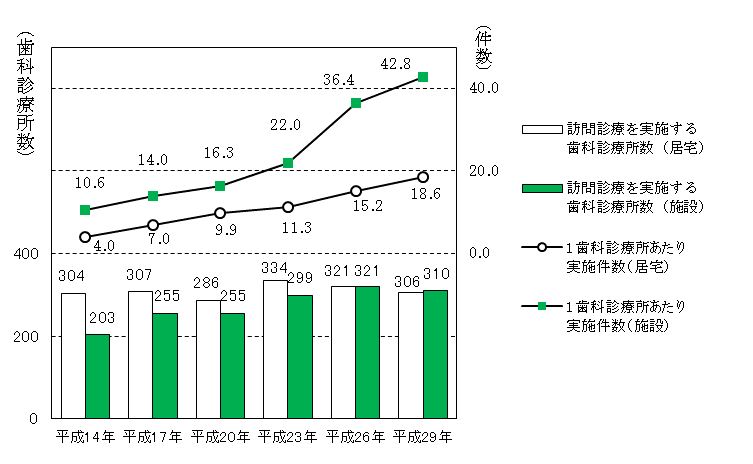 （歯科診療所数）
（件数）
42.8
36.4
40.0
22.0
16.3
14.0
10.6
20.0
18.6
15.2
11.3
9.9
7.0
4.0
400
0.0
304
307
286
334
321
321
306
310
203
255
255
299
200
0
平成14年
平成17年
平成20年
平成23年
平成26年
平成29年
訪問診療を実施する
歯科診療所数（居宅）
訪問診療を実施する
歯科診療所数（施設）
1歯科診療所あたり
実施件数（居宅）
1歯科診療所あたり
実施件数（施設）